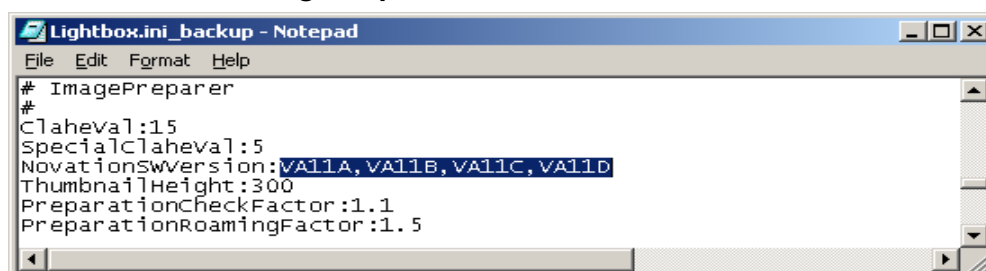 Lightbox.ini_backup - Notepad
File Edit Format Help
# ImagePreparer
#
ClaheVal:15
SpecialClaheVal:5
NovationSWVersion:VA11A,VA11B,VA11C,VA11D
ThumbnailHeight:300
PreparationCheckFactor:1.1
PreparationRoamingFactor:1.5